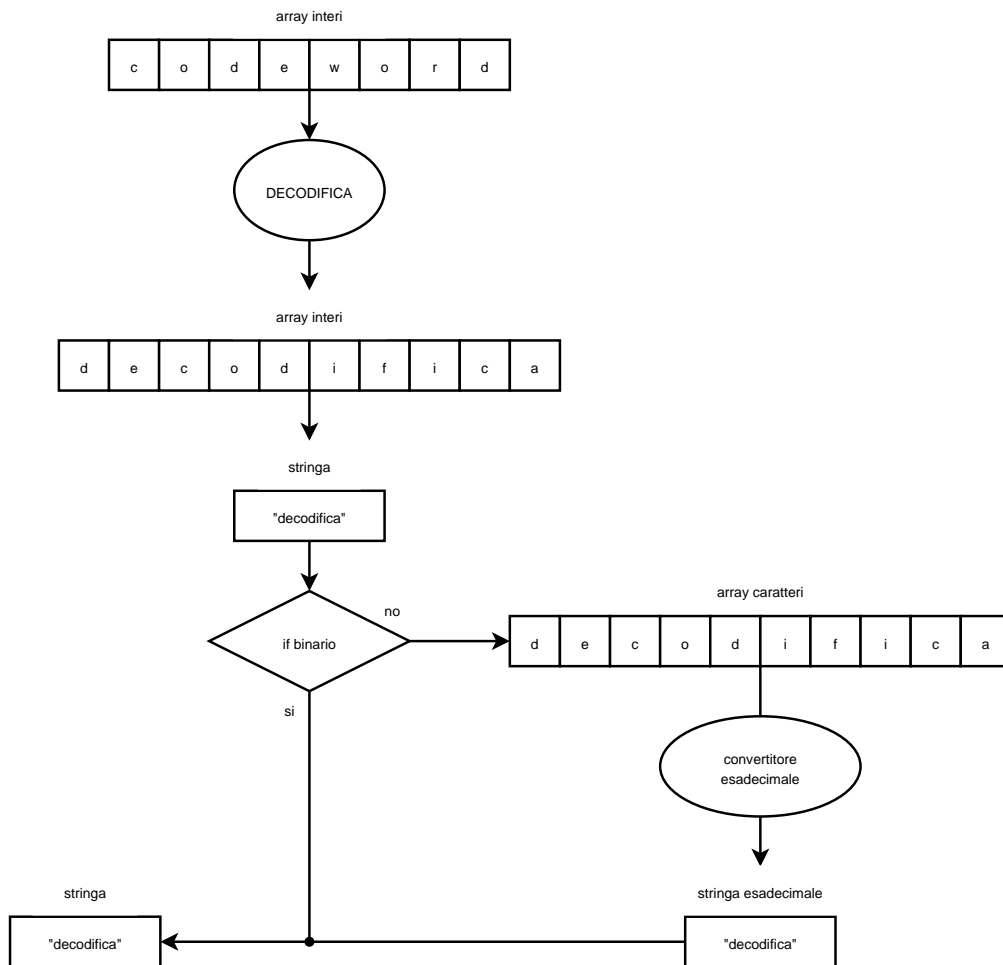 array interi
c o d e w o r d
DECODIFICA
array interi
d e c o d i f i c a
stringa
"decodifica"
if binario
no
si
array caratteri
d e c o d i f i c a
convertitore
esadecimale
stringa esadecimale
"decodifica"
stringa
"decodifica"